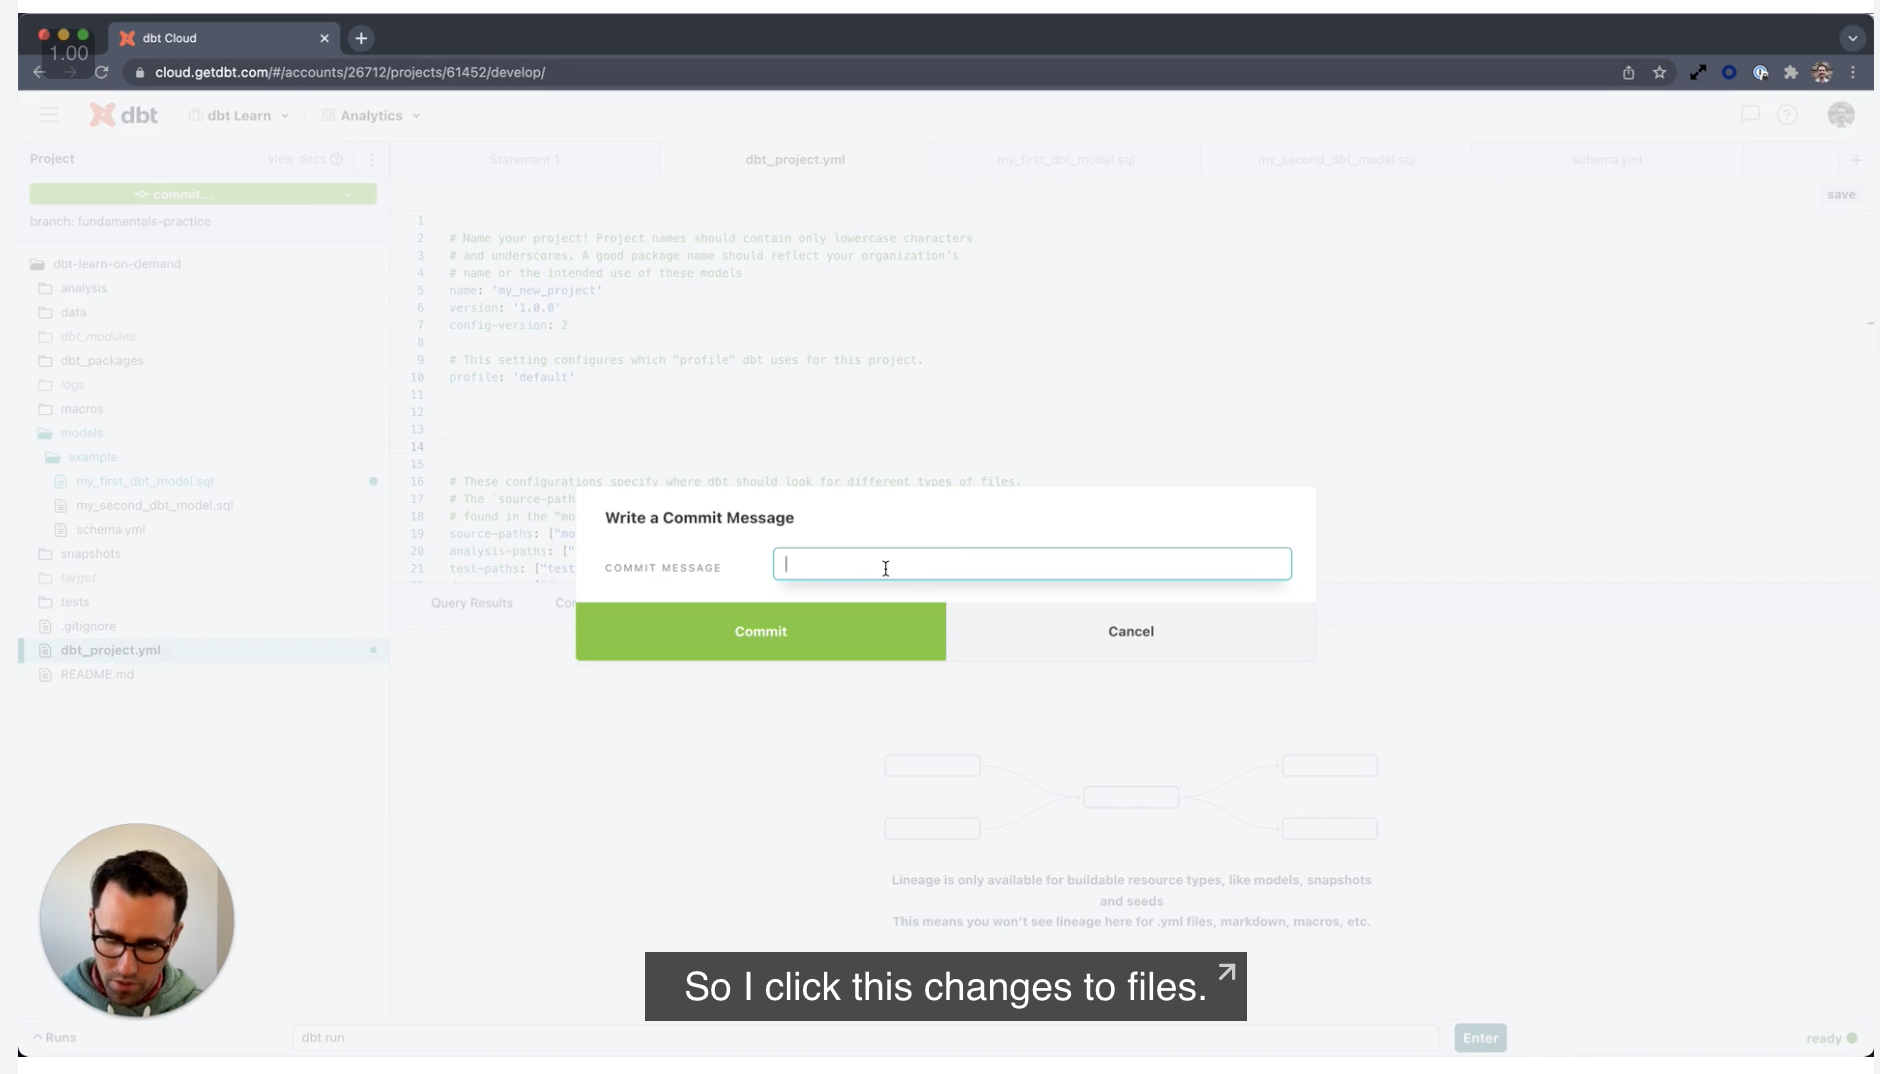 dbt Cloud
1.00
cloud.getdbt.com/#/accounts/26712/projects/61452/develop/
dbt
dbt Learn
/
Analytics
Project
view docs
Statement 1
dbt_project.yml
my_first_dbt_model.sql
my_second_dbt_model.sql
schema.yml
commit...
save
branch: fundamentals-practice
dbt-learn-on-demand
analysis
data
dbt_modules
dbt_packages
logs
macros
models
example
my_first_dbt_model.sql
my_second_dbt_model.sql
schema.yml
snapshots
target
tests
.gitignore
dbt_project.yml
README.md
1
2 # Name your project! Project names should contain only lowercase characters
3 # and underscores. A good package name should reflect your organization's
4 # name or the intended use of these models
5 name: 'my_new_project'
6 version: '1.0.0'
7 config-version: 2
8
9 # This setting configures which "profile" dbt uses for this project.
10 profile: 'default'
11
12
13
14
15
16 # These configurations specify where dbt should look for different types of files.
17 # The `source-path
18 # found in the "mo
19 source-paths: ["mo
20 analysis-paths: ["
21 test-paths: ["test
Write a Commit Message
COMMIT MESSAGE
Commit
Cancel
Query Results
Con
Lineage is only available for buildable resource types, like models, snapshots
and seeds
This means you won't see lineage here for .yml files, markdown, macros, etc.
So I click this changes to files.
Runs
dbt run
Enter
ready